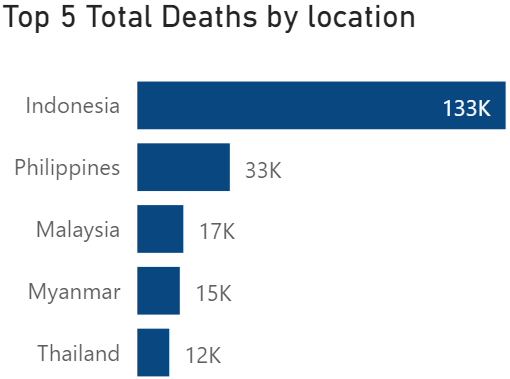 Top 5 Total Deaths by location
Indonesia 133K
Philippines 33K
Malaysia 17K
Myanmar 15K
Thailand 12K